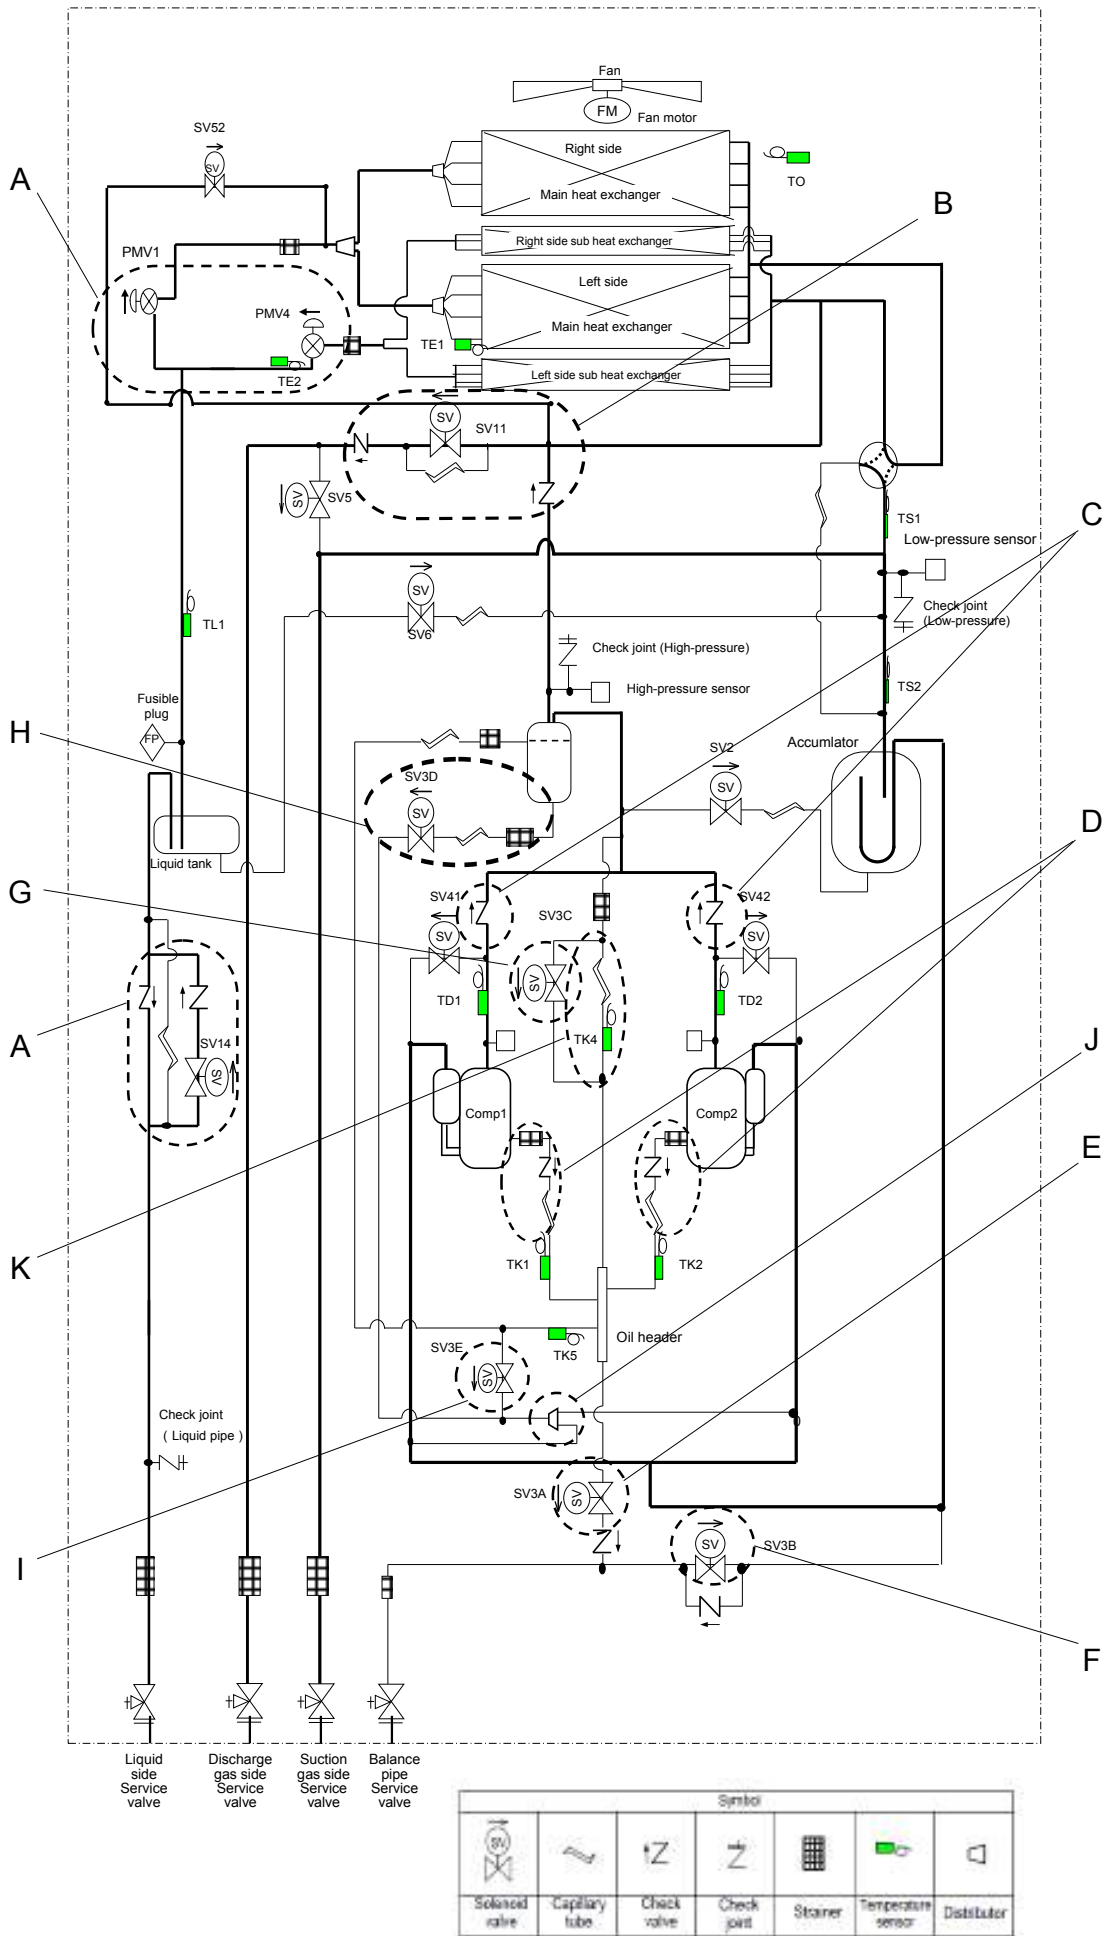 Fan
FM
Fan motor
SV52
SV
Right side
TO
A
Main heat exchanger
B
PMV1
Right side sub heat exchanger
Left side
PMV4
Main heat exchanger
TE1
TE2
Left side sub heat exchanger
SV
SV11
SV
SV5
C
TS1
Low-pressure sensor
SV
SV6
TL1
Check joint
(Low-pressure)
Check joint (High-pressure)
High-pressure sensor
TS2
Fusible
plug
FP
H
Accumlator
SV2
SV
SV3D
SV
D
Liquid tank
G
SV41
SV3C
SV42
SV
SV
SV
TD1
TD2
TK4
J
A
SV14
SV
Comp1
Comp2
E
K
TK1
TK2
Oil header
SV3E
TK5
SV
Check joint
( Liquid pipe )
SV3A
SV
I
SV
SV3B
F
Liquid
side
Service
valve
Discharge
gas side
Service
valve
Suction
gas side
Service
valve
Balance
pipe
Service
valve
Symbol
SV
Solenoid
valve
Capillary
tube
Check
valve
Check
joint
Strainer
Temperature
sensor
Distributor